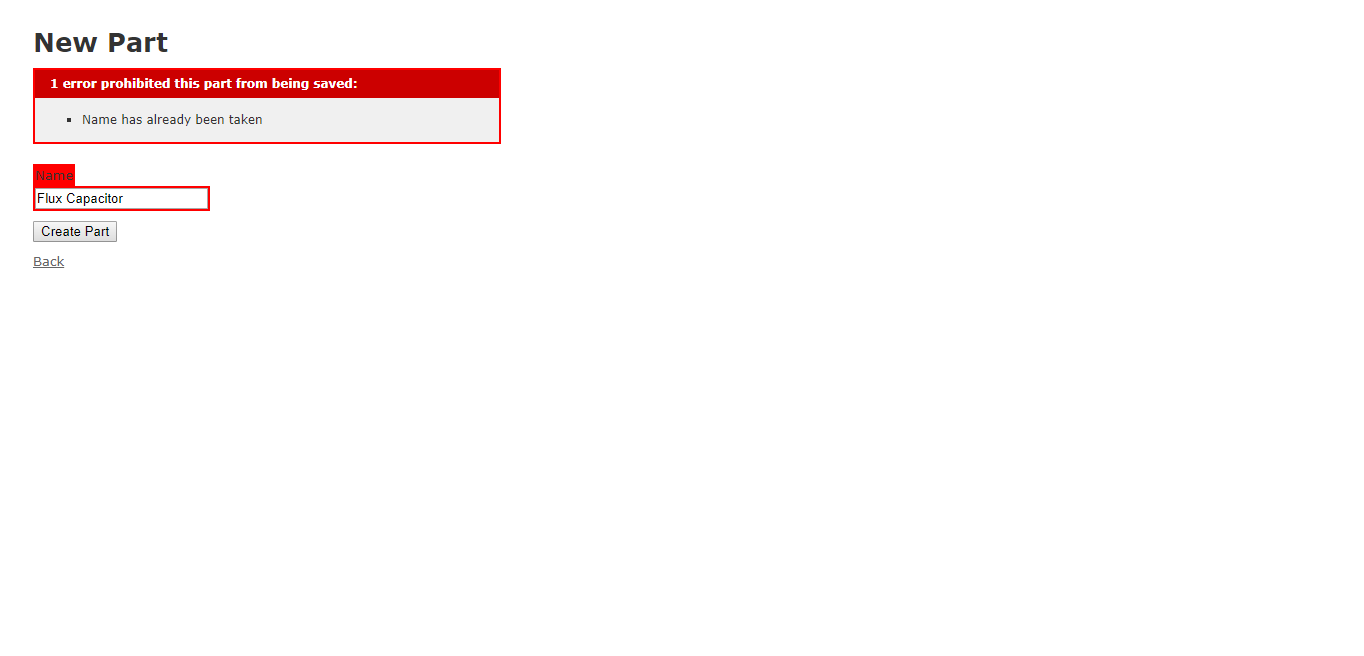 New Part
1 error prohibited this part from being saved:
Name has already been taken
Name
Flux Capacitor
Create Part
Back